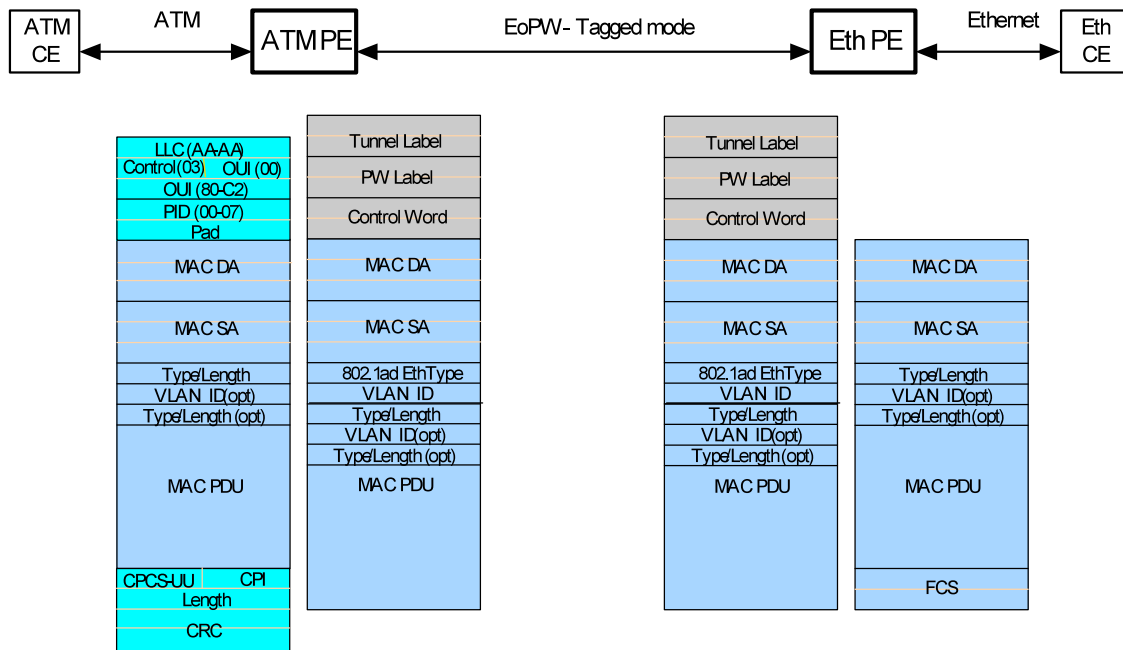 ATM CE
ATM
ATM PE
EoPW- Tagged mode
Eth PE
Ethernet
Eth CE
LLC (AA-AA)
Control (03) OUI (00)
OUI (80-C2)
PID (00-07)
Pad
MAC DA
MAC SA
Type/Length
VLAN ID(opt)
Type/Length (opt)
MAC PDU
CPCS-UU CPI
Length
CRC
Tunnel Label
PW Label
Control Word
MAC DA
MAC SA
802.1ad EthType
VLAN ID
Type/Length
VLAN ID(opt)
Type/Length (opt)
MAC PDU
Tunnel Label
PW Label
Control Word
MAC DA
MAC SA
802.1ad EthType
VLAN ID
Type/Length
VLAN ID(opt)
Type/Length (opt)
MAC PDU
MAC DA
MAC SA
Type/Length
VLAN ID(opt)
Type/Length (opt)
MAC PDU
FCS